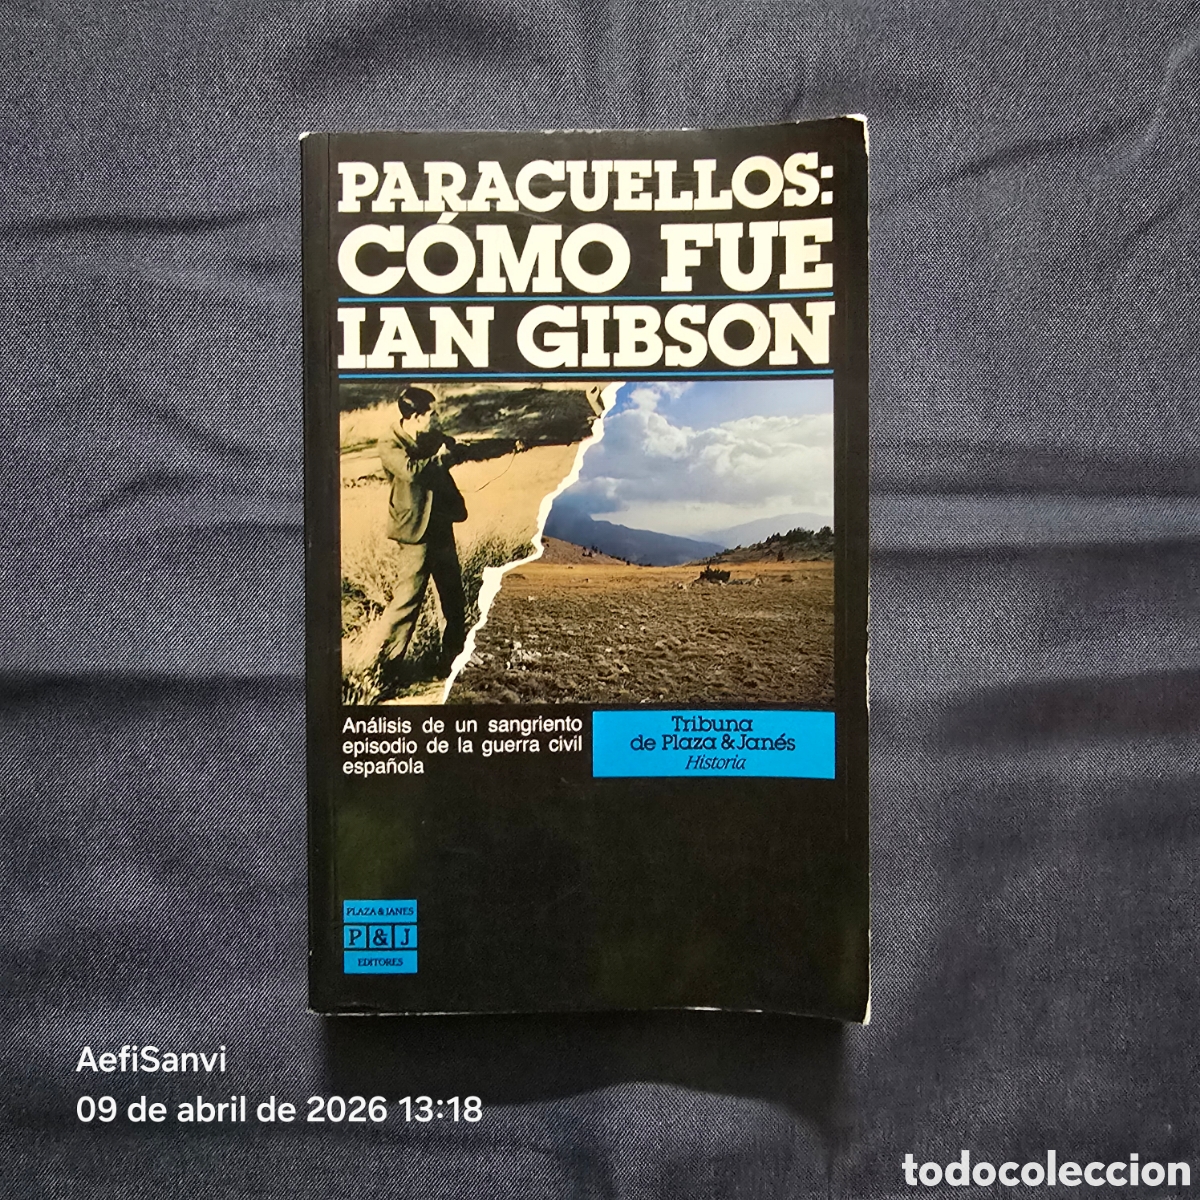 PARACUELLOS:
CÓMO FUE
IAN GIBSON
Análisis de un sangriento
episodio de la guerra civil
española
Tribuna
de Plaza & Janés
Historia
PLAZA & JANES
P & J
EDITORES
AefiSanvi
09 de abril de 2026 13:18
todocoleccion